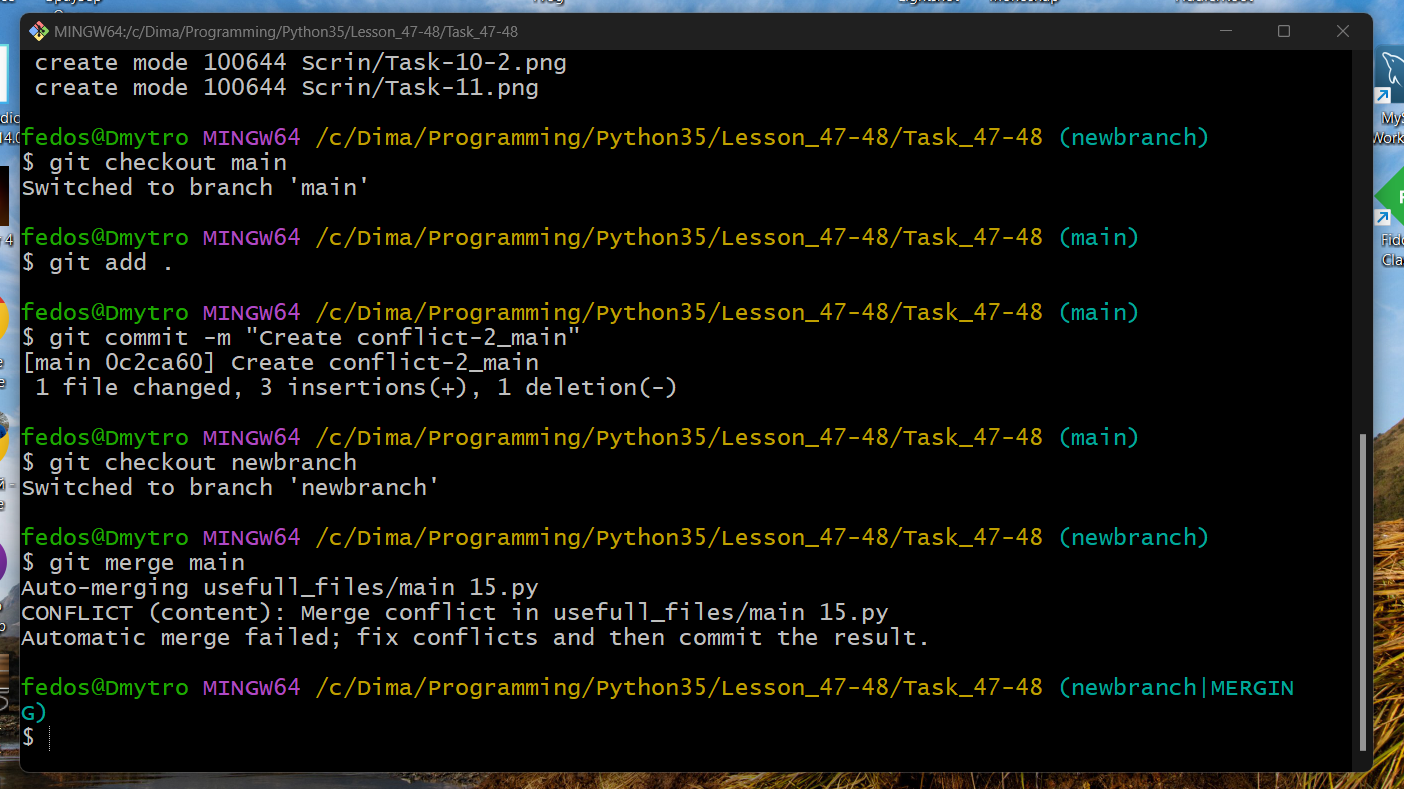 MINGW64:/c/Dima/Programming/Python35/Lesson_47-48/Task_47-48
create mode 100644 Scrin/Task-10-2.png
create mode 100644 Scrin/Task-11.png
fedos@Dmytro MINGW64 /c/Dima/Programming/Python35/Lesson_47-48/Task_47-48 (newbranch)
$ git checkout main
Switched to branch 'main'
fedos@Dmytro MINGW64 /c/Dima/Programming/Python35/Lesson_47-48/Task_47-48 (main)
$ git add .
fedos@Dmytro MINGW64 /c/Dima/Programming/Python35/Lesson_47-48/Task_47-48 (main)
$ git commit -m "Create conflict-2_main"
[main 0c2ca60] Create conflict-2_main
1 file changed, 3 insertions(+), 1 deletion(-)
fedos@Dmytro MINGW64 /c/Dima/Programming/Python35/Lesson_47-48/Task_47-48 (main)
$ git checkout newbranch
Switched to branch 'newbranch'
fedos@Dmytro MINGW64 /c/Dima/Programming/Python35/Lesson_47-48/Task_47-48 (newbranch)
$ git merge main
Auto-merging usefull_files/main 15.py
CONFLICT (content): Merge conflict in usefull_files/main 15.py
Automatic merge failed; fix conflicts and then commit the result.
fedos@Dmytro MINGW64 /c/Dima/Programming/Python35/Lesson_47-48/Task_47-48 (newbranch|MERGIN
G)
$